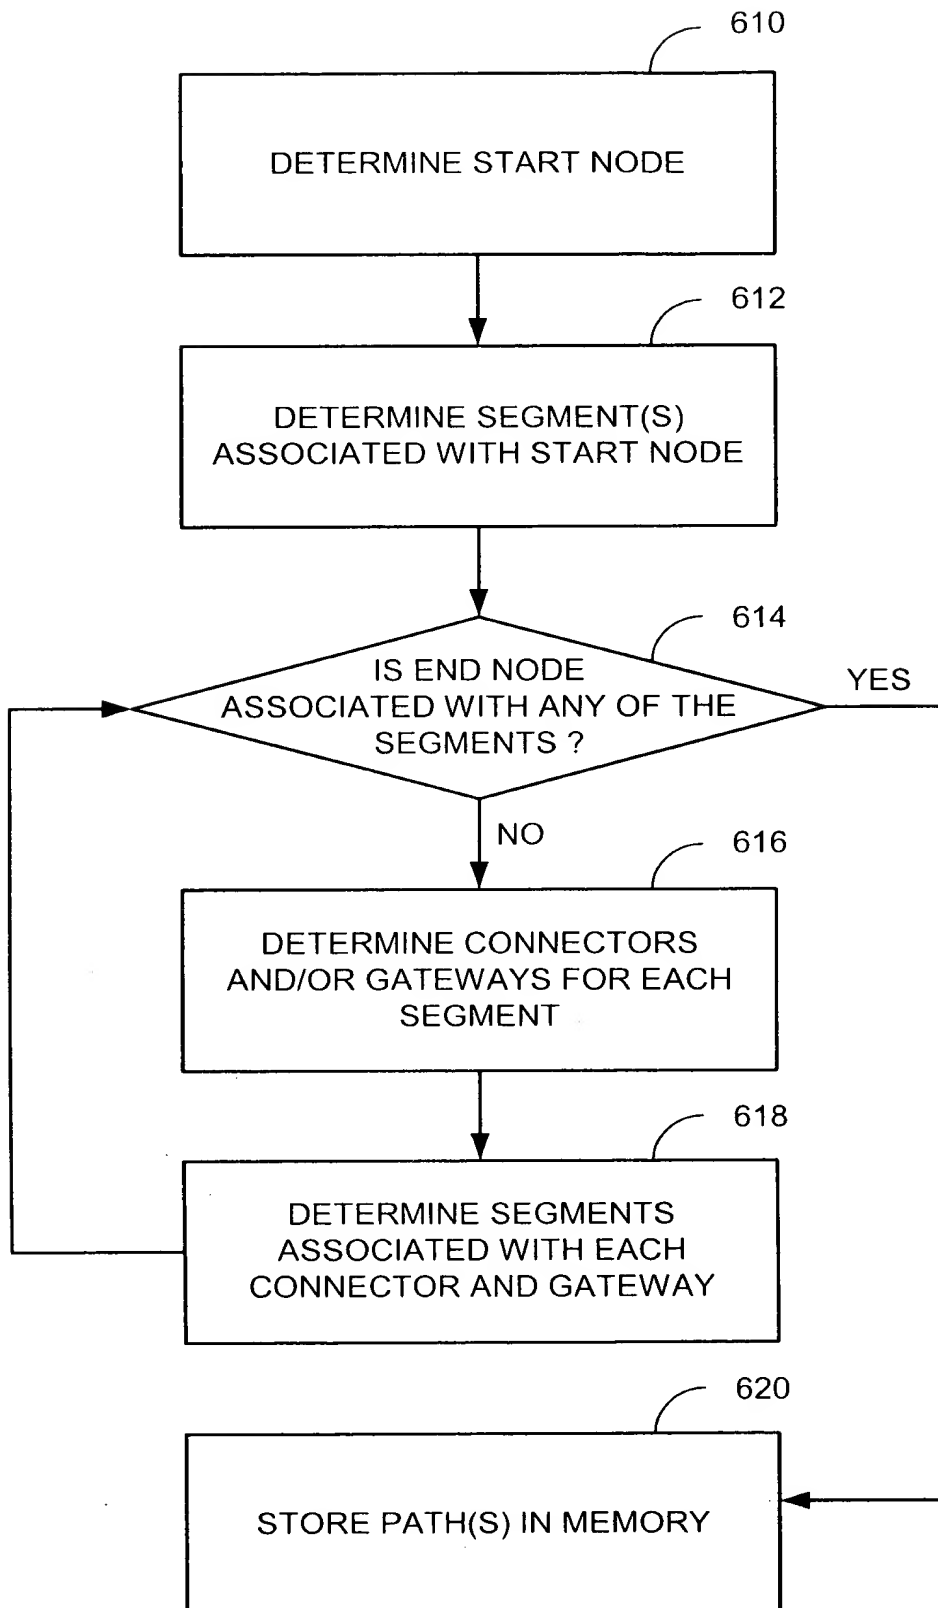 610
DETERMINE START NODE
612
DETERMINE SEGMENT(S)
ASSOCIATED WITH START NODE
614
IS END NODE
ASSOCIATED WITH ANY OF THE
SEGMENTS ?
YES
NO
616
DETERMINE CONNECTORS
AND/OR GATEWAYS FOR EACH
SEGMENT
618
DETERMINE SEGMENTS
ASSOCIATED WITH EACH
CONNECTOR AND GATEWAY
620
STORE PATH(S) IN MEMORY